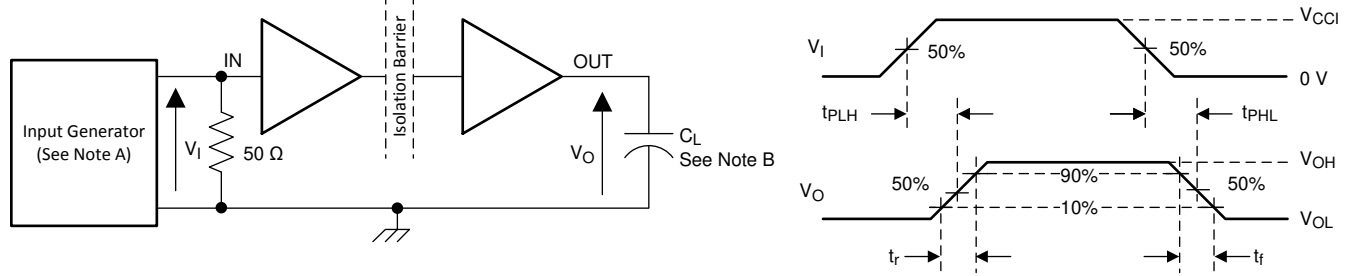 Input Generator
(See Note A)
V_I
50 Ω
IN
Isolation Barrier
OUT
V_O
C_L
See Note B
V_I
50%
50%
V_CCI
0 V
t_PLH
t_PHL
V_O
50%
90%
10%
50%
V_OH
V_OL
t_r
t_f